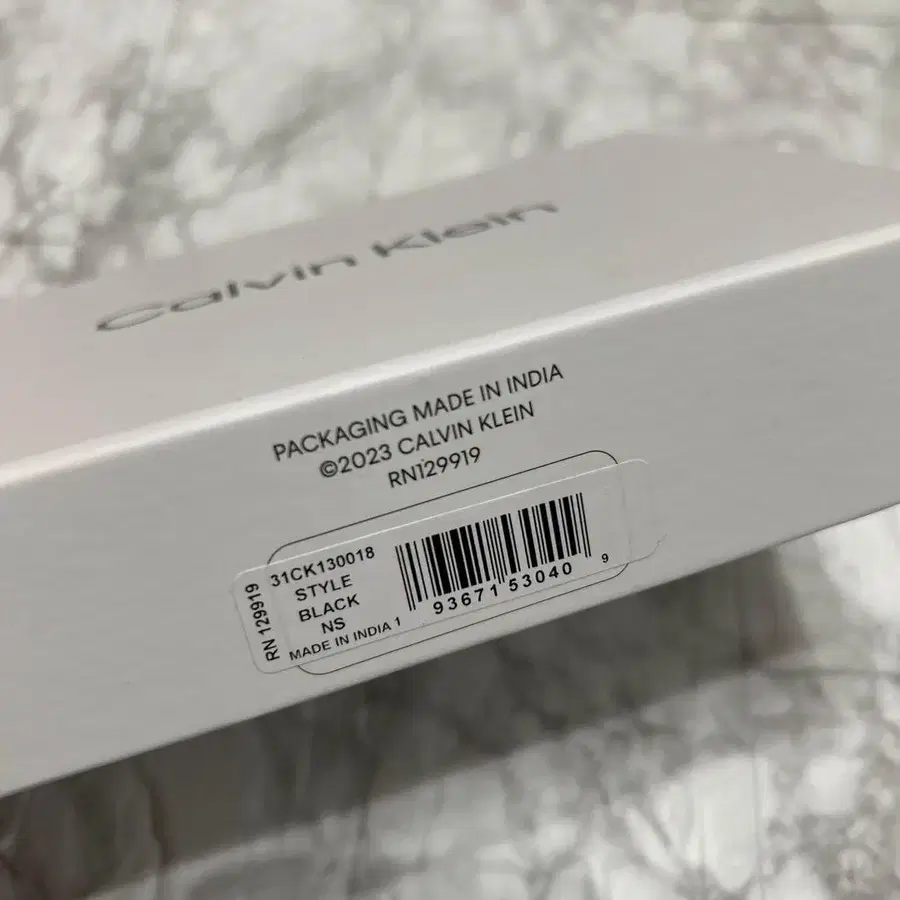 Calvin Klein
PACKAGING MADE IN INDIA
©2023 CALVIN KLEIN
RN129919
RN 129919
31CK130018
STYLE
BLACK
NS
MADE IN INDIA
1 93671 53040 9